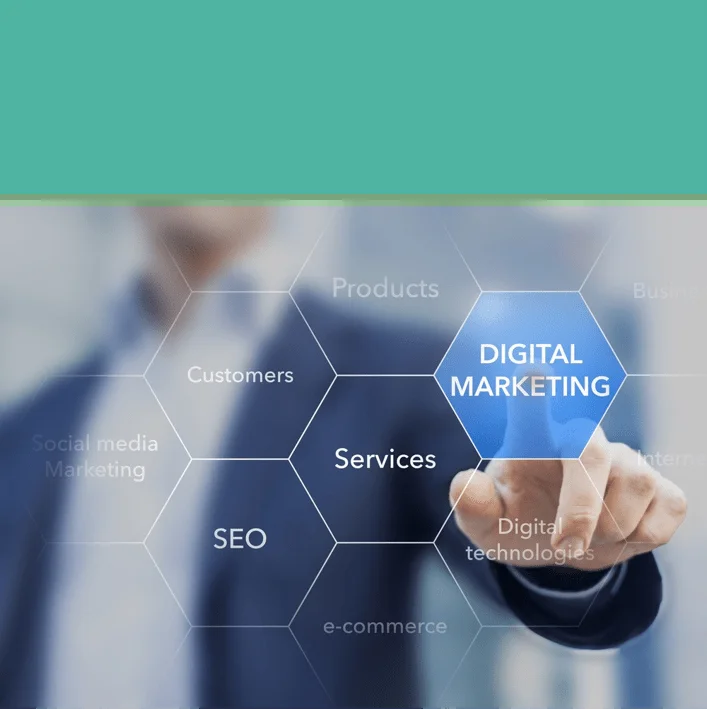 Products
DIGITAL
MARKETING
Customers
Social media
Marketing
Services
SEO
Digital
technologies
e-commerce